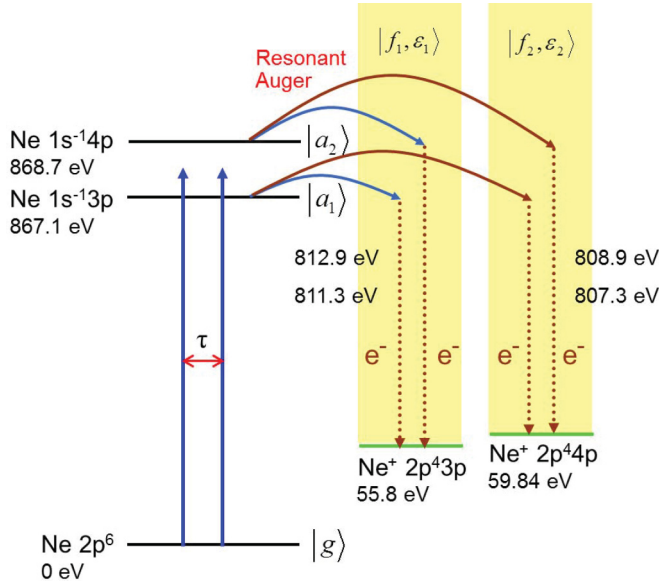 |f₁,ε₁⟩
|f₂,ε₂⟩
Resonant
Auger
Ne 1s⁻¹4p
868.7 eV
|a₂⟩
Ne 1s⁻¹3p
867.1 eV
|a₁⟩
812.9 eV
811.3 eV
808.9 eV
807.3 eV
τ
e⁻
e⁻
e⁻
e⁻
Ne⁺ 2p⁴3p
55.8 eV
Ne⁺ 2p⁴4p
59.84 eV
Ne 2p⁶
0 eV
|g⟩